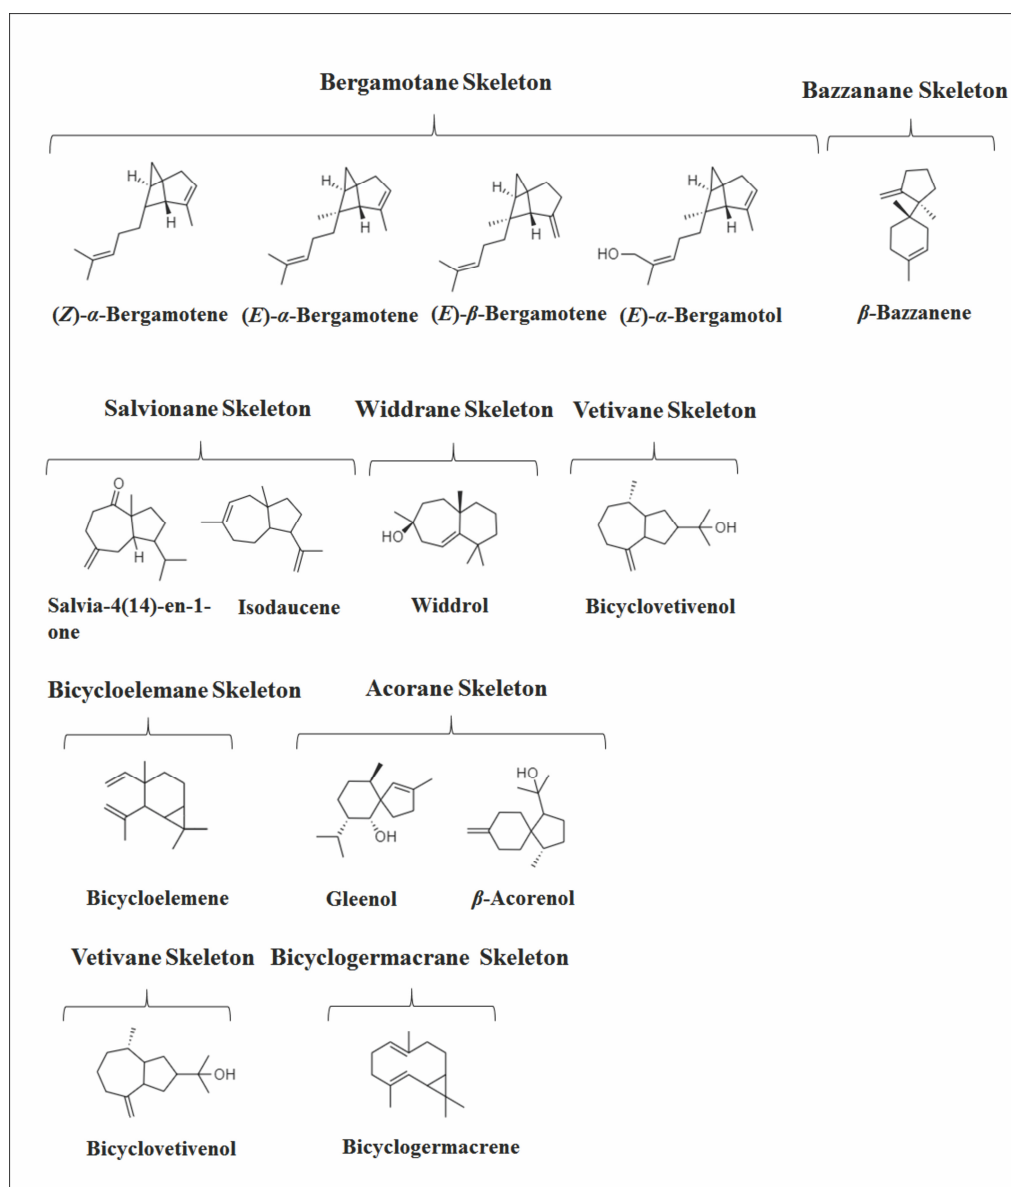 Bergamotane Skeleton
Bazzanane Skeleton
H
H
H
H
H
H
H
H
HO
(Z)-α-Bergamotene (E)-α-Bergamotene (E)-β-Bergamotene (E)-α-Bergamotol β-Bazzanene
Salvionane Skeleton Widdrane Skeleton Vetivane Skeleton
O
H
HO
OH
Salvia-4(14)-en-1-
one
Isodaucene Widdrol Bicyclovetivenol
Bicycloelemane Skeleton Acorane Skeleton
HO
OH
Bicycloelemene Gleenol β-Acorenol
Vetivane Skeleton Bicyclogermacrane Skeleton
OH
Bicyclovetivenol Bicyclogermacrene